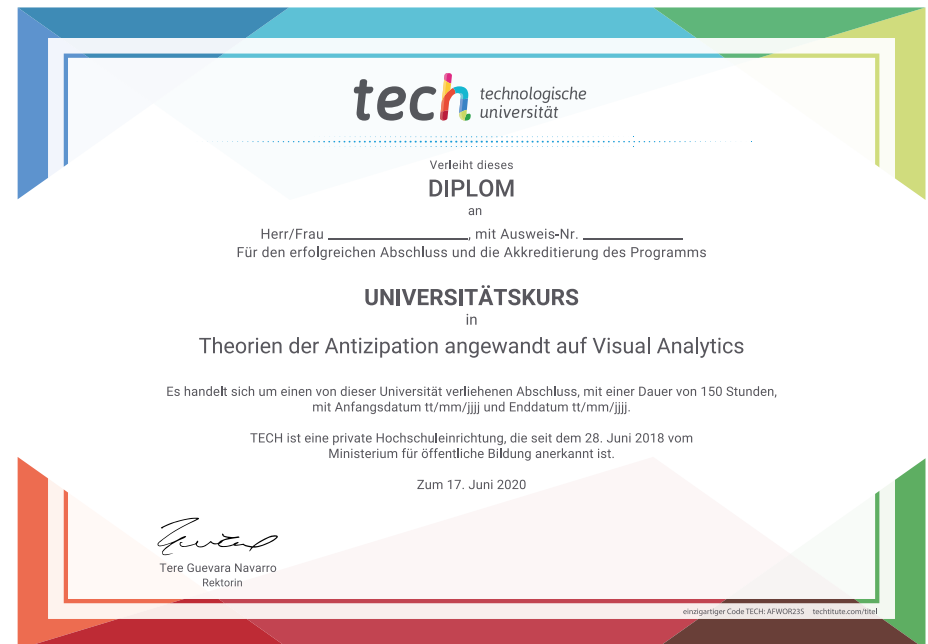 tech technologische
universität
Verleiht dieses
DIPLOM
an
Herr/Frau ____________, mit Ausweis-Nr. ____________
Für den erfolgreichen Abschluss und die Akkreditierung des Programms
UNIVERSITÄTSKURS
in
Theorien der Antizipation angewandt auf Visual Analytics
Es handelt sich um einen von dieser Universität verliehenen Abschluss, mit einer Dauer von 150 Stunden,
mit Anfangsdatum tt/mm/jjjj und Enddatum tt/mm/jjjj.
TECH ist eine private Hochschuleinrichtung, die seit dem 28. Juni 2018 vom
Ministerium für öffentliche Bildung anerkannt ist.
Zum 17. Juni 2020
Tere Guevara Navarro
Rektorin
einzigartiger Code TECH: AFWOR23S techtitute.com/titel